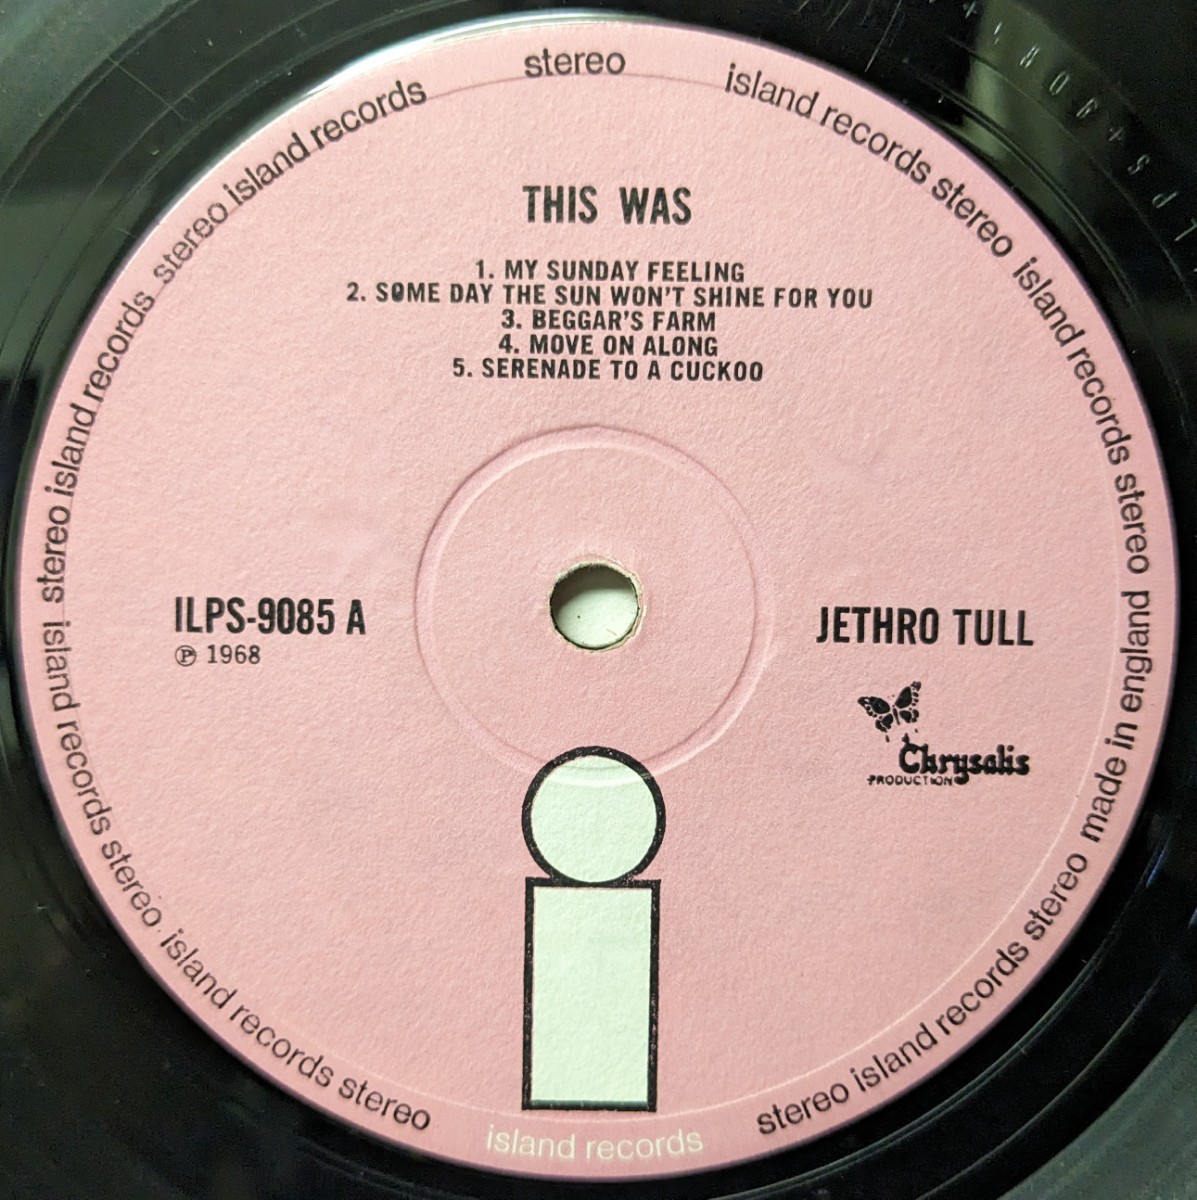 stereo
island records stereo island records stereo made in england
stereo island records stereo island records
THIS WAS
1. MY SUNDAY FEELING
2. SOME DAY THE SUN WON'T SHINE FOR YOU
3. BEGGAR'S FARM
4. MOVE ON ALONG
5. SERENADE TO A CUCKOO
ILPS-9085 A
℗ 1968
JETHRO TULL
Chrysalis
PRODUCTION
island records stereo island records stereo
stereo island records stereo
island records